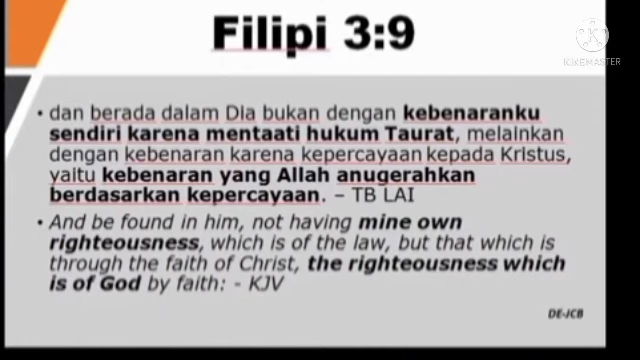 Filipi 3:9
KINEMASTER
• dan berada dalam Dia bukan dengan kebenaranku
sendiri karena mentaati hukum Taurat, melainkan
dengan kebenaran karena kepercayaan kepada Kristus,
yaitu kebenaran yang Allah anugerahkan
berdasarkan kepercayaan. – TB LAI
• And be found in him, not having mine own
righteousness, which is of the law, but that which is
through the faith of Christ, the righteousness which
is of God by faith: - KJV
DE-JCB